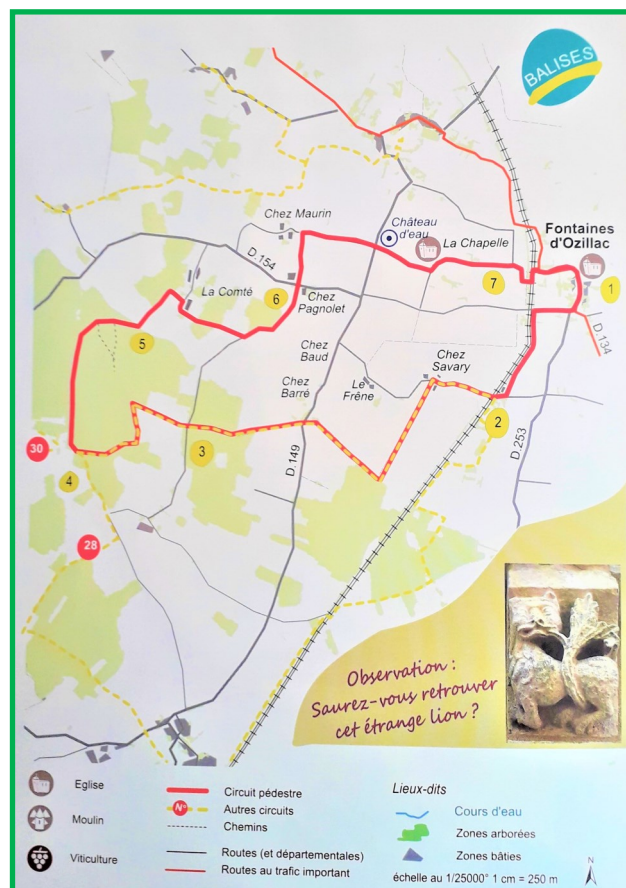 BALISES
Chez Maurin
Château
d'eau
La Chapelle
Fontaines
d'Ozillac
D.154
7
1
La Comté
6
Chez
Pagnolet
D.134
5
Chez
Baud
Chez
Savary
Chez
Barré
Le
Frêne
2
30
3
D.149
D.253
4
28
Observation :
Saurez-vous retrouver
cet étrange lion ?
Eglise
Moulin
Viticulture
Circuit pédestre
N°
Autres circuits
Chemins
Routes (et départementales)
Routes au trafic important
Lieux-dits
Cours d'eau
Zones arborées
Zones bâties
échelle au 1/25000° 1 cm = 250 m
N